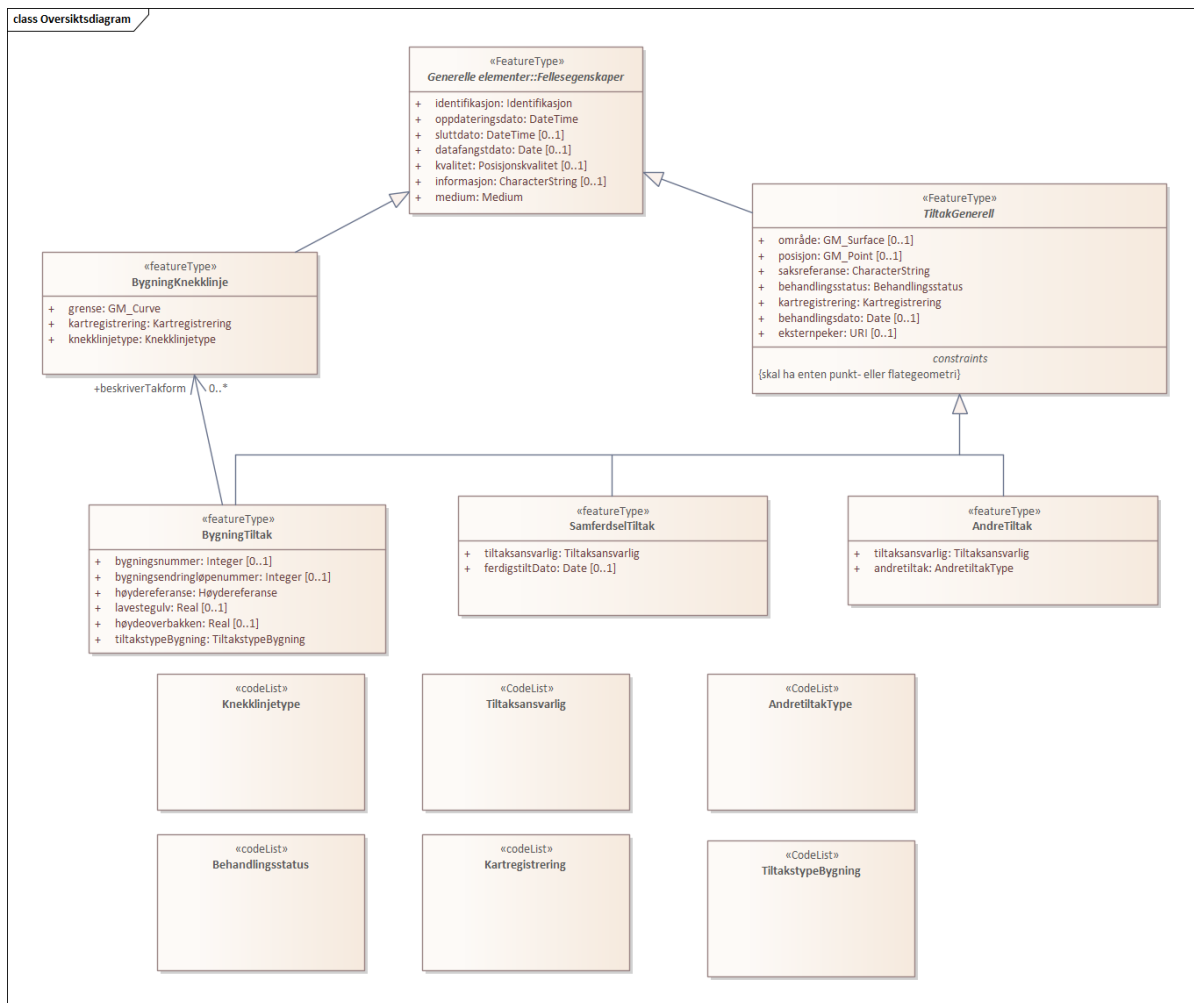 class Oversiktsdiagram
«FeatureType»
Generelle elementer::Fellesegenskaper
+ identifikasjon: Identifikasjon
+ oppdateringsdato: DateTime
+ sluttdato: DateTime [0..1]
+ datafangstdato: Date [0..1]
+ kvalitet: Posisjonskvalitet [0..1]
+ informasjon: CharacterString [0..1]
+ medium: Medium
«FeatureType»
TiltakGenerell
+ område: GM_Surface [0..1]
+ posisjon: GM_Point [0..1]
+ saksreferanse: CharacterString
+ behandlingsstatus: Behandlingsstatus
+ kartregistrering: Kartregistrering
+ behandlingsdato: Date [0..1]
+ eksternpeker: URI [0..1]
constraints
{skal ha enten punkt- eller flategeometri}
«featureType»
BygningKnekklinje
+ grense: GM_Curve
+ kartregistrering: Kartregistrering
+ knekklinjetype: Knekklinjetype
+beskriverTakform 0..*
«featureType»
BygningTiltak
+ bygningsnummer: Integer [0..1]
+ bygningsendringløpenummer: Integer [0..1]
+ høydereferanse: Høydereferanse
+ lavestegulv: Real [0..1]
+ høydeoverbakken: Real [0..1]
+ tiltakstypeBygning: TiltakstypeBygning
«featureType»
SamferdselTiltak
+ tiltaksansvarlig: Tiltaksansvarlig
+ ferdigstiltDato: Date [0..1]
«featureType»
AndreTiltak
+ tiltaksansvarlig: Tiltaksansvarlig
+ andretiltak: AndretiltakType
«codeList»
Knekklinjetype
«CodeList»
Tiltaksansvarlig
«CodeList»
AndretiltakType
«codeList»
Behandlingsstatus
«codeList»
Kartregistrering
«CodeList»
TiltakstypeBygning